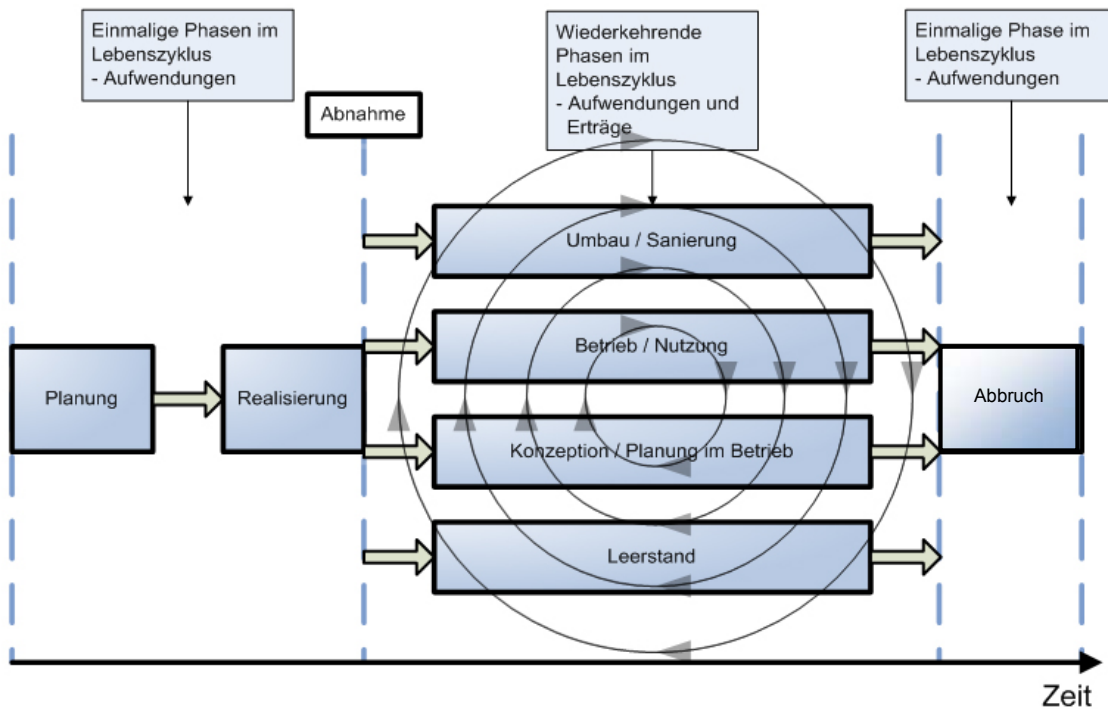 Einmalige Phasen im
Lebenszyklus
- Aufwendungen
Abnahme
Wiederkehrende
Phasen im
Lebenszyklus
- Aufwendungen und
Erträge
Einmalige Phase im
Lebenszyklus
- Aufwendungen
Umbau / Sanierung
Betrieb / Nutzung
Planung
Realisierung
Abbruch
Konzeption / Planung im Betrieb
Leerstand
Zeit